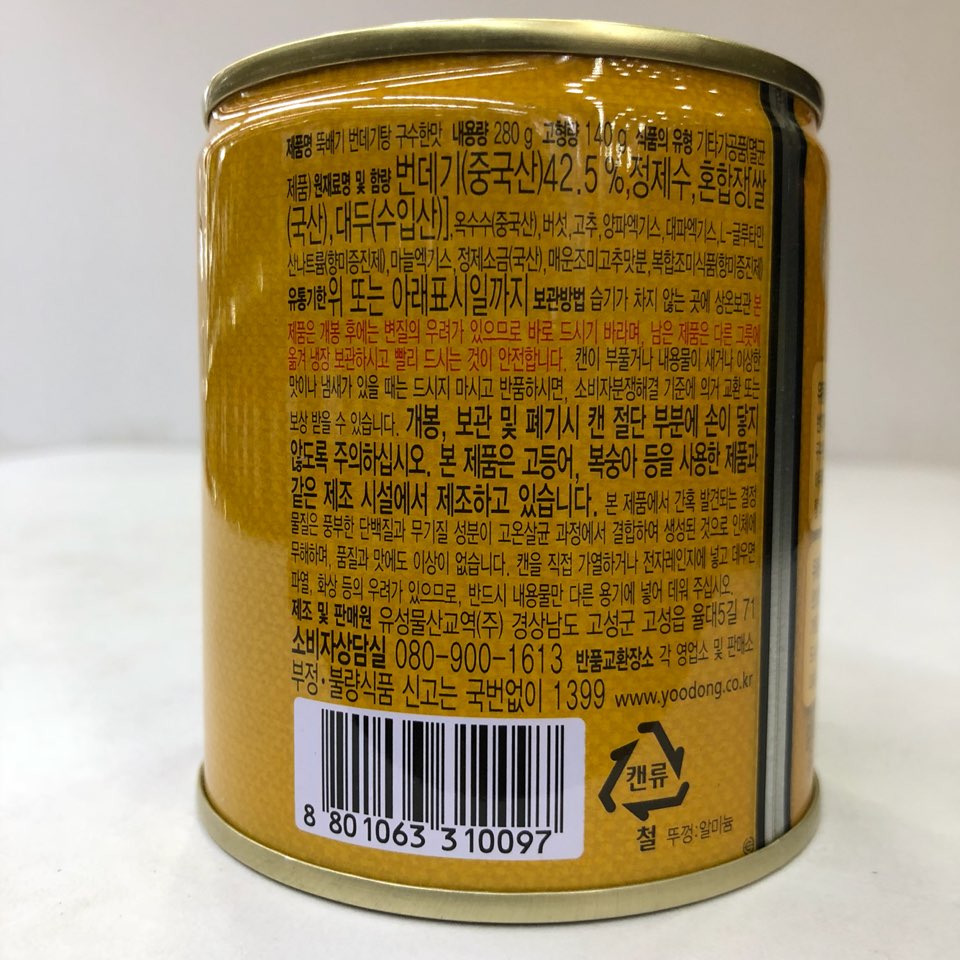 제품명 뚝배기 번데기탕 구수한맛 내용량 280 g 고형량 140 g 식품의 유형 기타가공품(멸균
제품) 원재료명 및 함량 번데기(중국산)42.5 %, 정제수, 혼합장[쌀
(국산), 대두(수입산)], 옥수수(중국산), 버섯, 고추, 양파엑기스, 대파엑기스, L-글루타민
산나트륨(향미증진제), 마늘엑기스, 정제소금(국산), 매운조미고추맛분, 복합조미식품(향미증진제)
유통기한 위 또는 아래표시일까지 보관방법 습기가 차지 않는 곳에 상온보관 본
제품은 개봉 후에는 변질의 우려가 있으므로 바로 드시기 바라며, 남은 제품은 다른 그릇에
옮겨 냉장 보관하시고 빨리 드시는 것이 안전합니다. 캔이 부풀거나 내용물이 새거나 이상한
맛이나 냄새가 있을 때는 드시지 마시고 반품하시면, 소비자분쟁해결 기준에 의거 교환 또는
보상 받을 수 있습니다. 개봉, 보관 및 폐기시 캔 절단 부분에 손이 닿지
않도록 주의하십시오. 본 제품은 고등어, 복숭아 등을 사용한 제품과
같은 제조 시설에서 제조하고 있습니다. 본 제품에서 간혹 발견되는 결정
물질은 풍부한 단백질과 무기질 성분이 고온살균 과정에서 결합하여 생성된 것으로 인체에
무해하며, 품질과 맛에도 이상이 없습니다. 캔을 직접 가열하거나 전자레인지에 넣고 데우면
파열, 화상 등의 우려가 있으므로, 반드시 내용물만 다른 용기에 넣어 데워 주십시오.
제조 및 판매원 유성물산교역(주) 경상남도 고성군 고성읍 율대5길 71
소비자상담실 080-900-1613 반품교환장소 각 영업소 및 판매소
부정·불량식품 신고는 국번없이 1399 www.yoodong.co.kr
캔류
철 뚜껑:알미늄
8 801063 310097